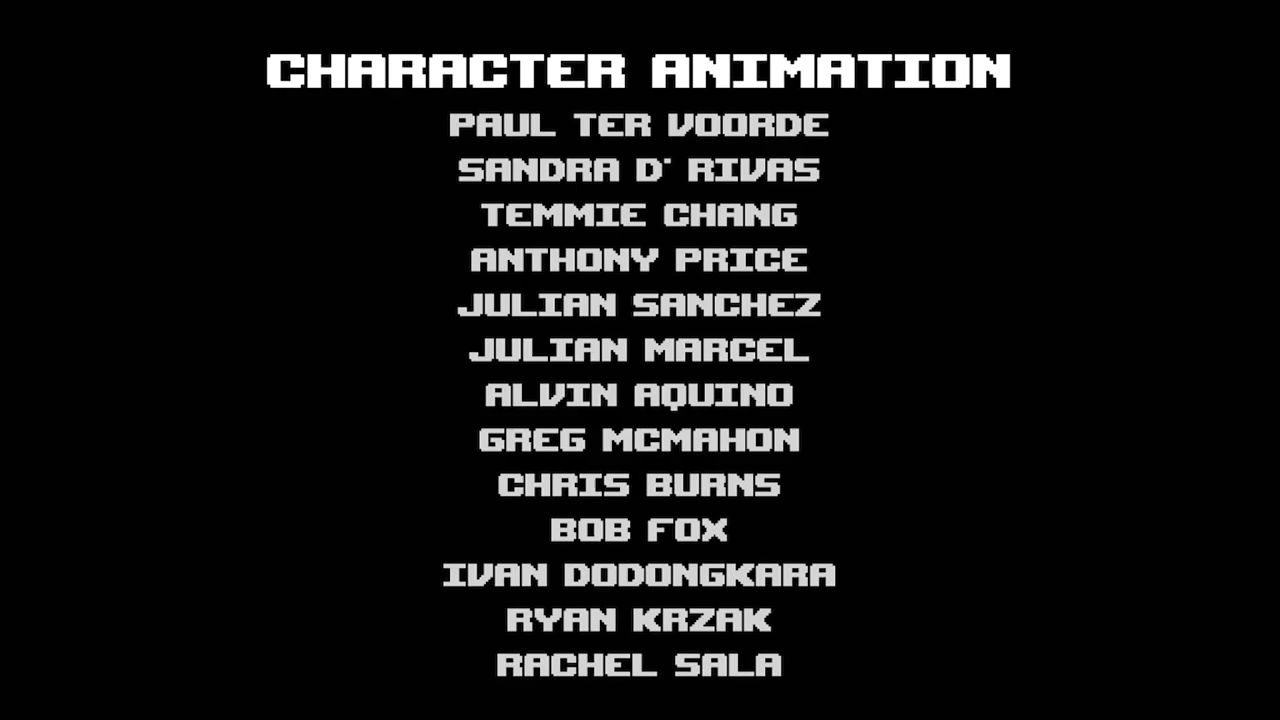 CHARACTER ANIMATION
PAUL TER VOORDE
SANDRA D' RIVAS
TEMMIE CHANG
ANTHONY PRICE
JULIAN SANCHEZ
JULIAN MARCEL
ALVIN AQUINO
GREG MCMAHON
CHRIS BURNS
BOB FOX
IVAN DODONGKARA
RYAN KRZAK
RACHEL SALA